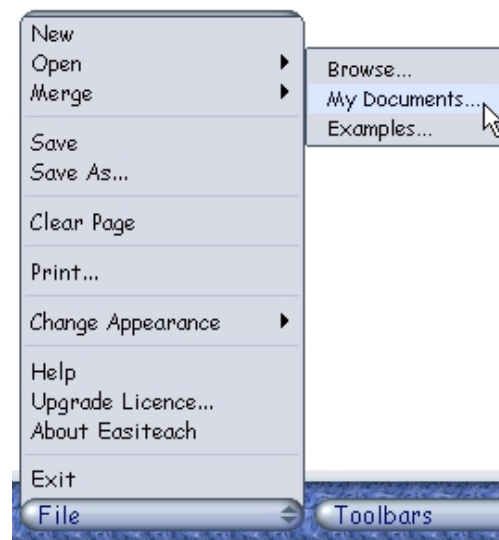 New
Open
Merge
Save
Save As...
Clear Page
Print...
Change Appearance
Help
Upgrade Licence...
About Easiteach
Exit
File
Browse...
My Documents...
Examples...
Toolbars